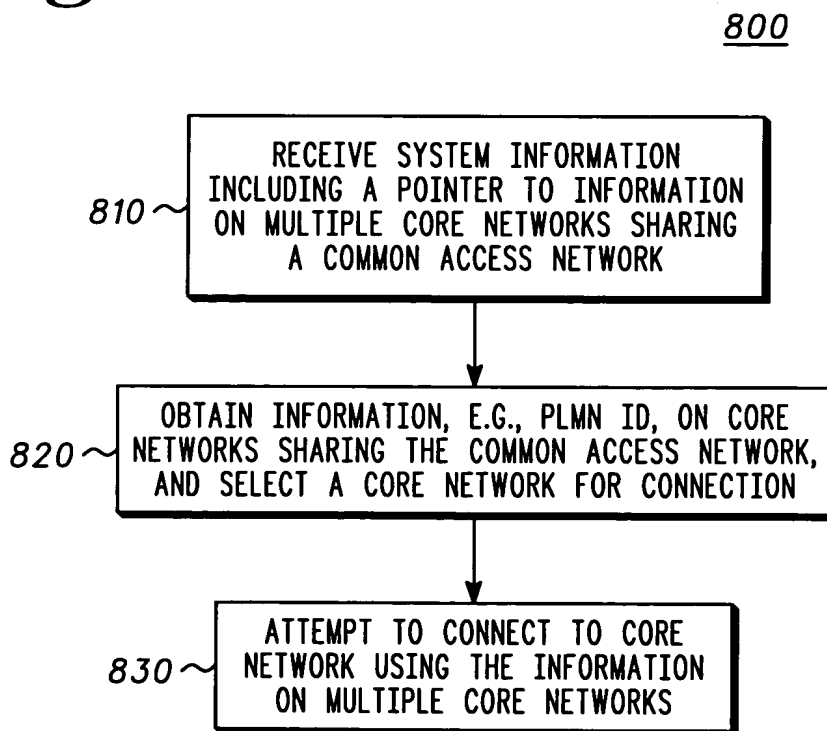 800
RECEIVE SYSTEM INFORMATION
INCLUDING A POINTER TO INFORMATION
ON MULTIPLE CORE NETWORKS SHARING
A COMMON ACCESS NETWORK
810
OBTAIN INFORMATION, E.G., PLMN ID, ON CORE
NETWORKS SHARING THE COMMON ACCESS NETWORK,
AND SELECT A CORE NETWORK FOR CONNECTION
820
ATTEMPT TO CONNECT TO CORE
NETWORK USING THE INFORMATION
ON MULTIPLE CORE NETWORKS
830